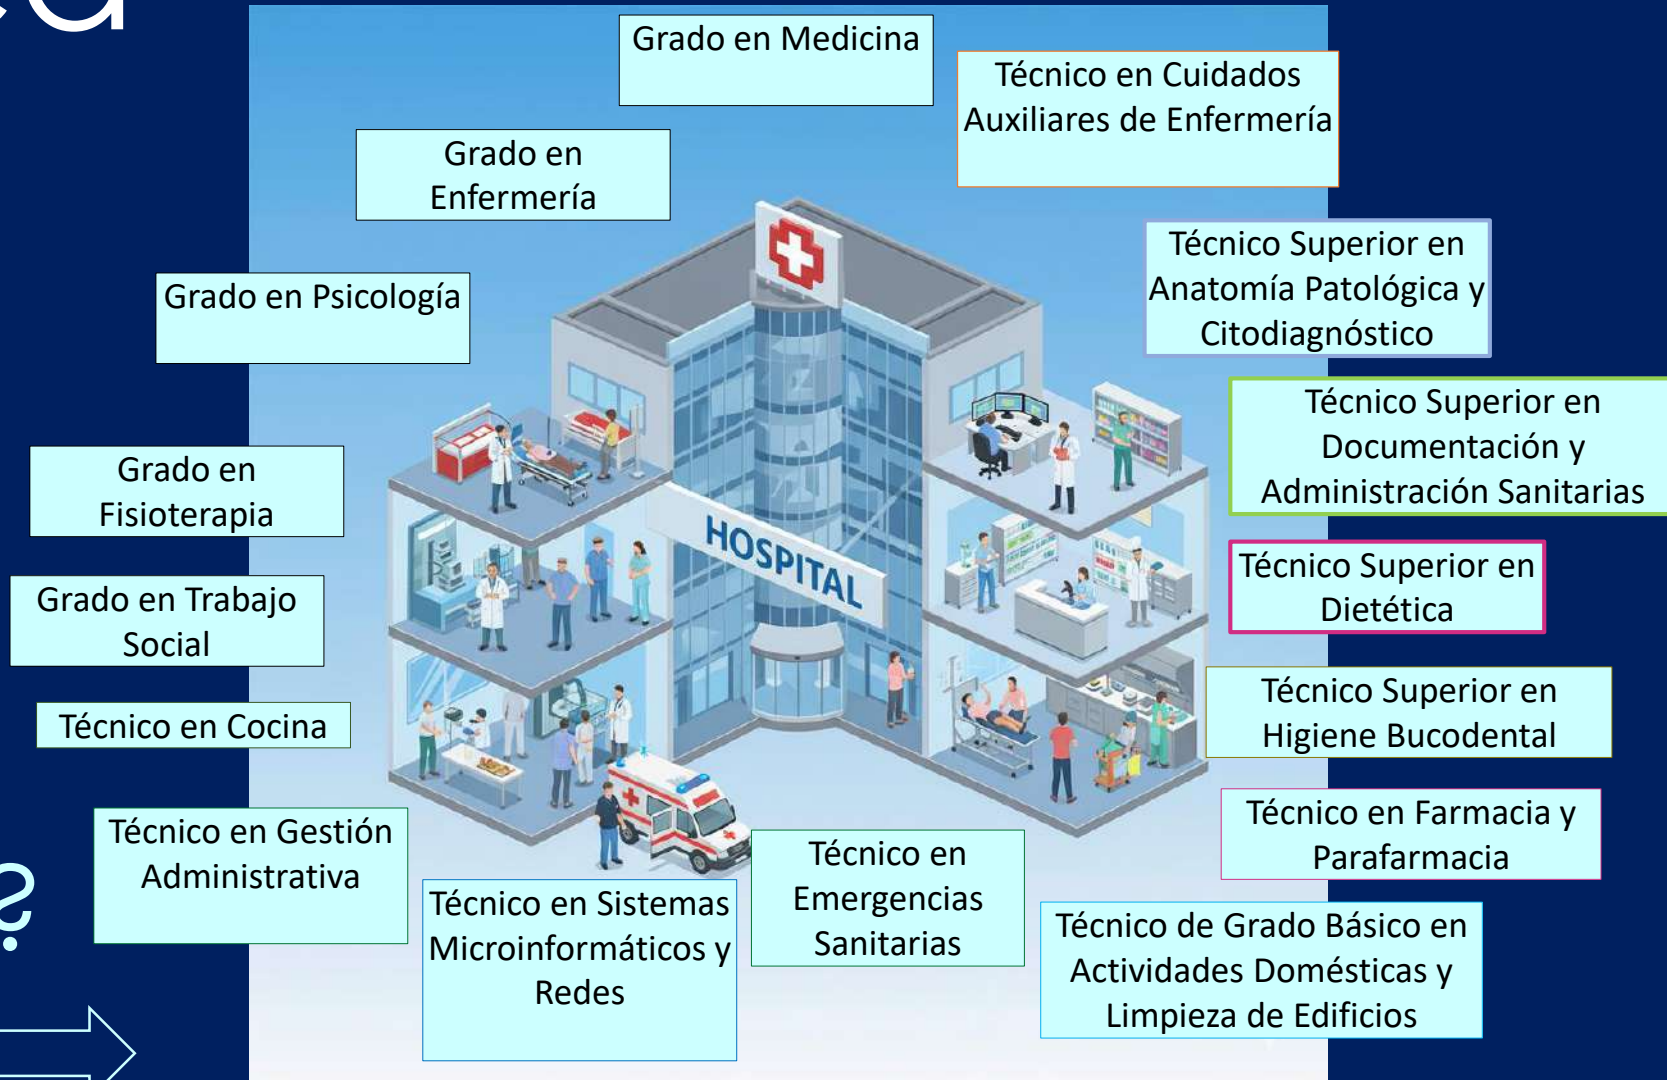 Grado en Medicina
Técnico en Cuidados
Auxiliares de Enfermería
Grado en
Enfermería
Técnico Superior en
Anatomía Patológica y
Citodiagnóstico
Grado en Psicología
Técnico Superior en
Documentación y
Administración Sanitarias
Grado en
Fisioterapia
HOSPITAL
Técnico Superior en
Dietética
Grado en Trabajo
Social
Técnico Superior en
Higiene Bucodental
Técnico en Cocina
Técnico en Farmacia y
Parafarmacia
Técnico en Gestión
Administrativa
Técnico en
Emergencias
Sanitarias
Técnico en Sistemas
Microinformáticos y
Redes
Técnico de Grado Básico en
Actividades Domésticas y
Limpieza de Edificios